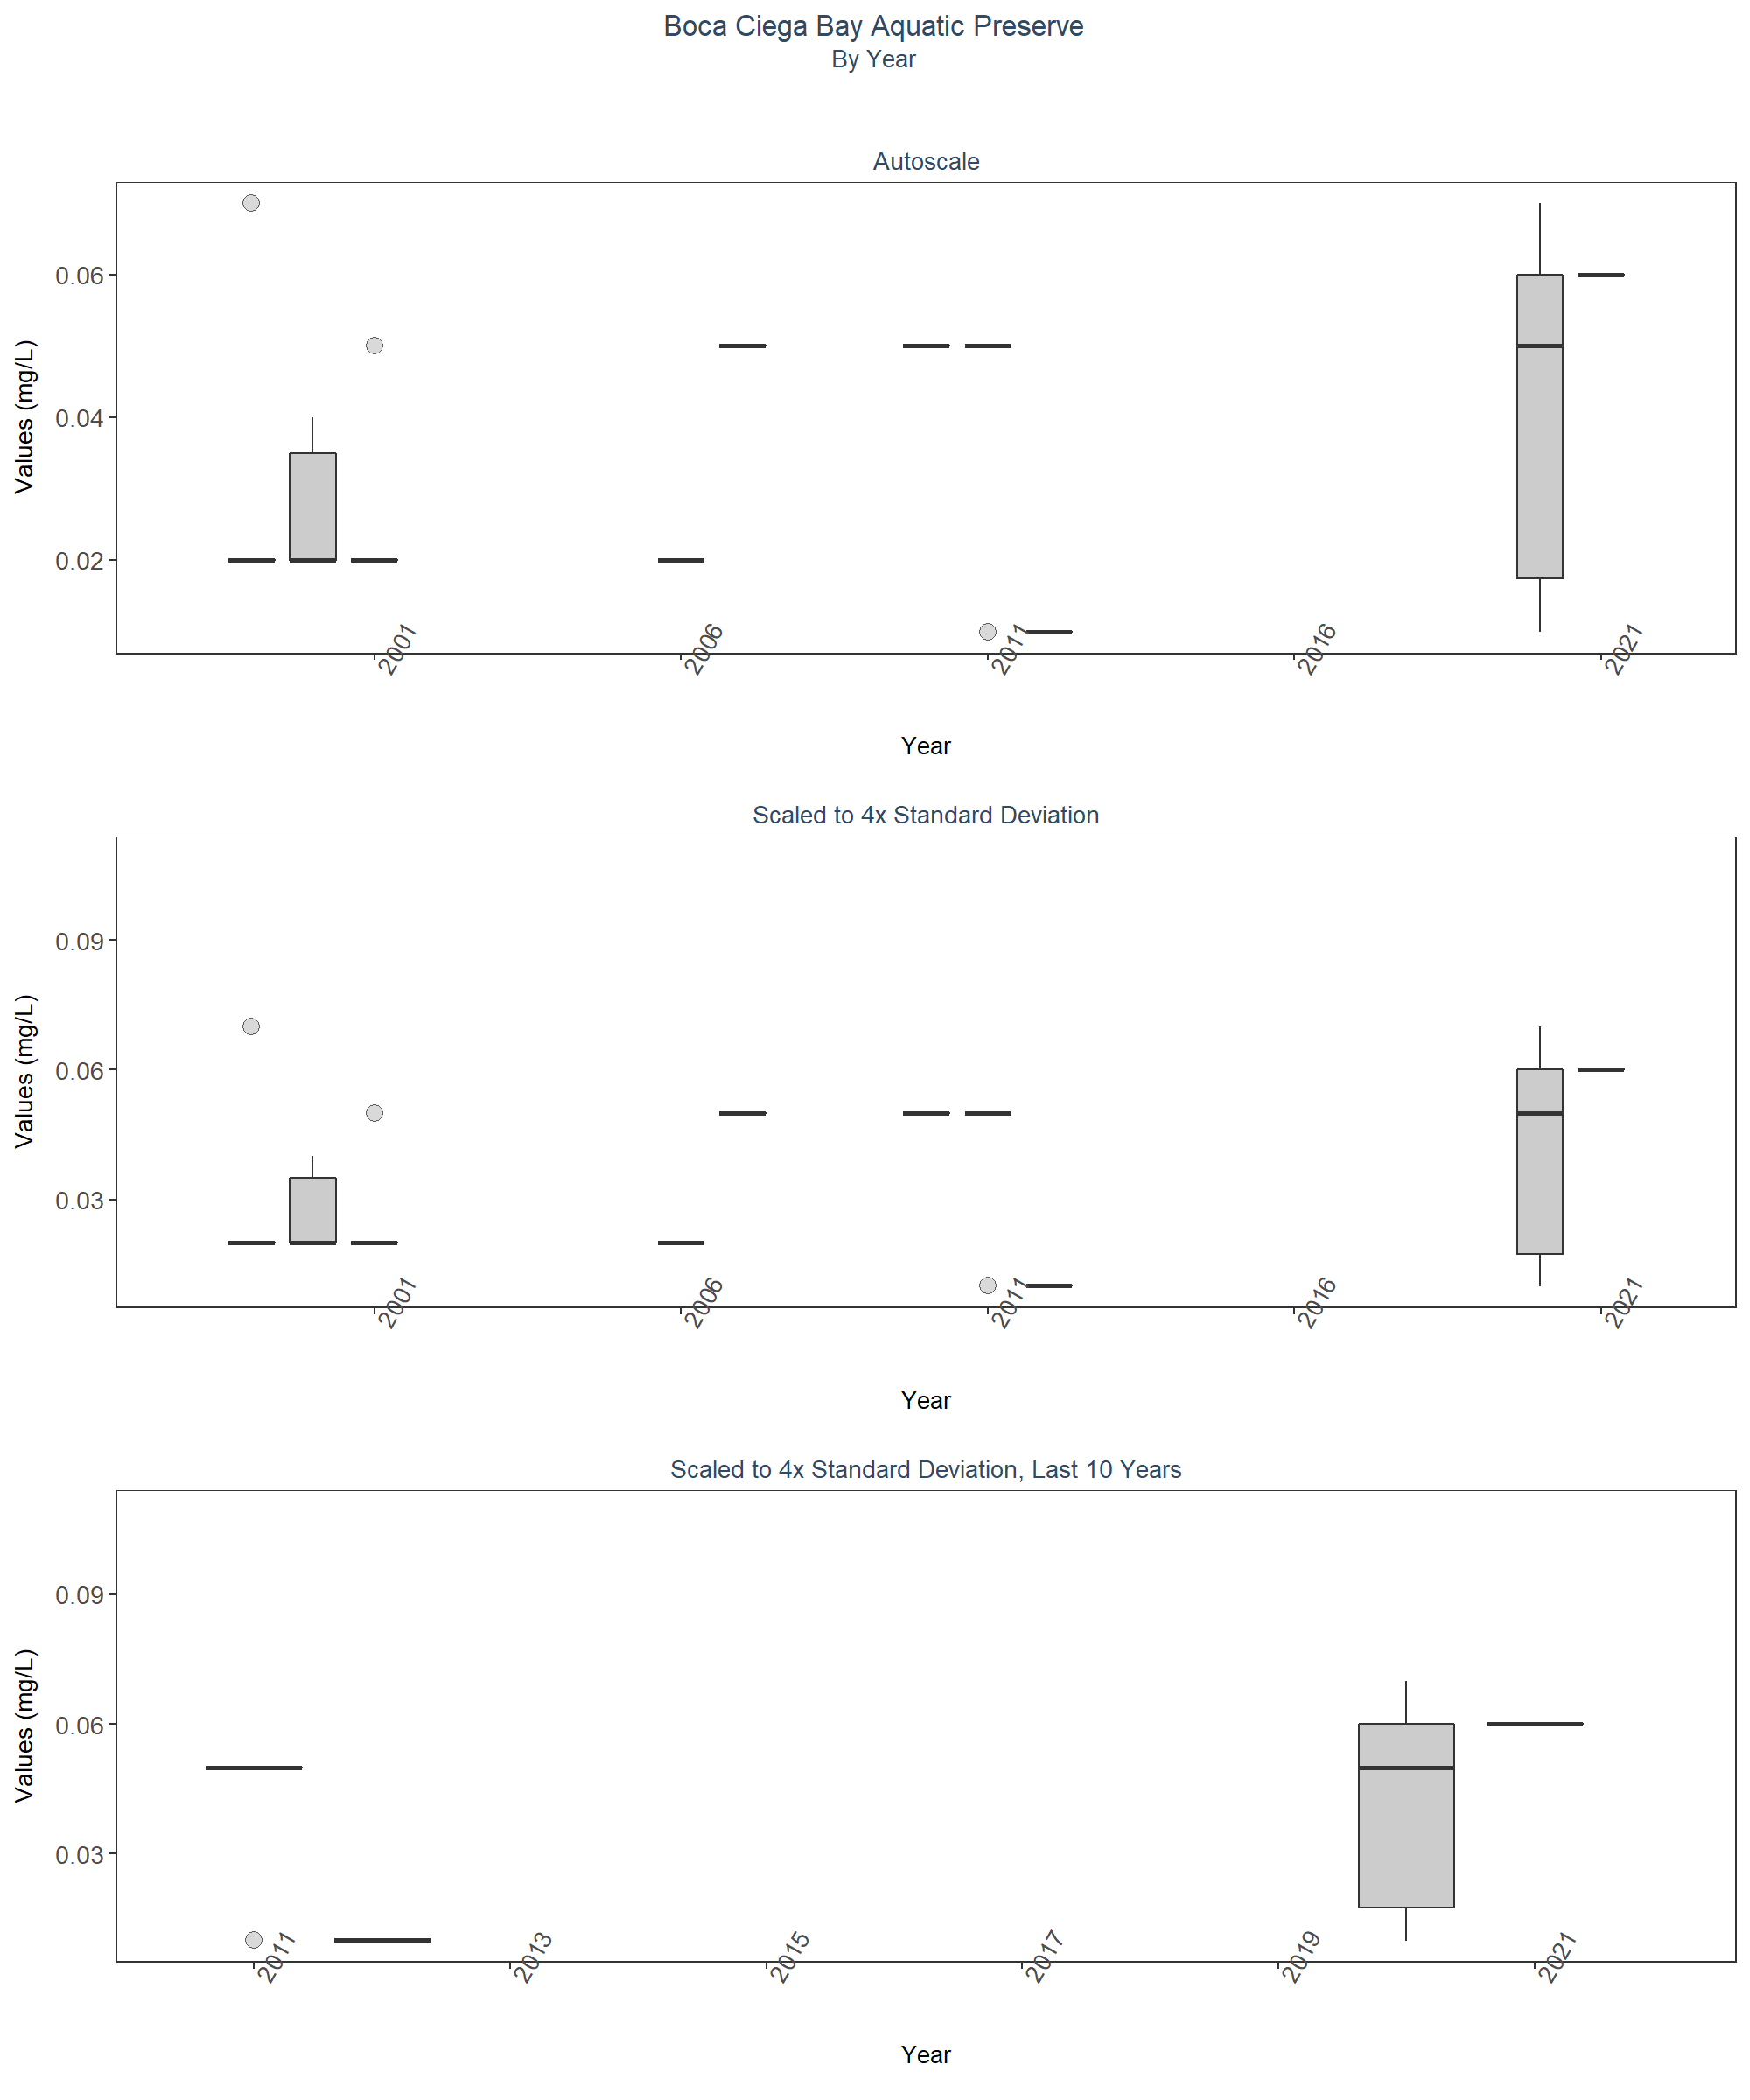 Boca Ciega Bay Aquatic Preserve
By Year
Autoscale
Values (mg/L)
0.06
0.04
0.02
2001
2006
2011
2016
2021
Year
Scaled to 4x Standard Deviation
Values (mg/L)
0.09
0.06
0.03
2001
2006
2011
2016
2021
Year
Scaled to 4x Standard Deviation, Last 10 Years
Values (mg/L)
0.09
0.06
0.03
2011
2013
2015
2017
2019
2021
Year